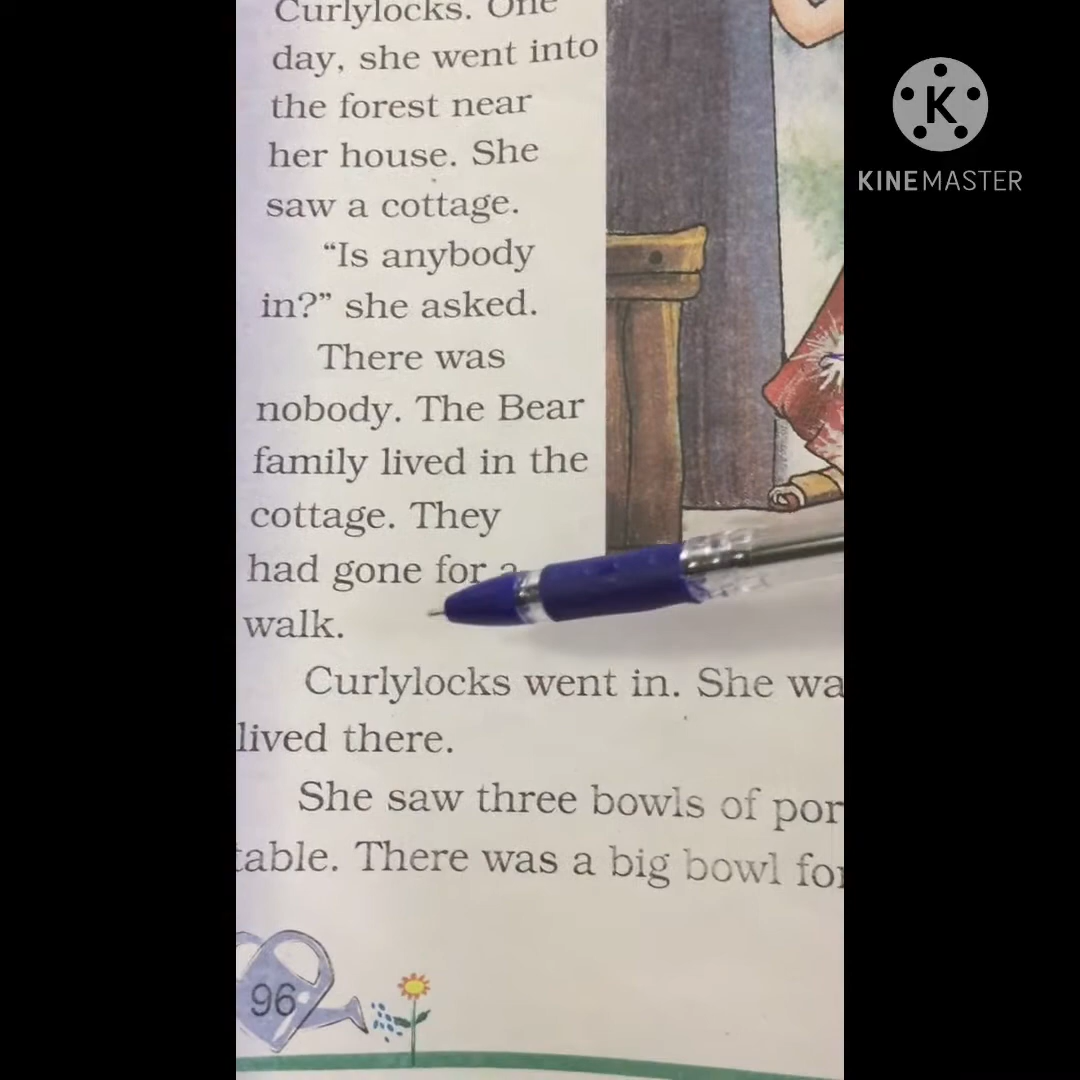 Curlylocks. One
day, she went into
the forest near
her house. She
saw a cottage.
“Is anybody
in?” she asked.
There was
nobody. The Bear
family lived in the
cottage. They
had gone for a
walk.
Curlylocks went in. She wa
lived there.
She saw three bowls of por
table. There was a big bowl for
96
K
KINEMASTER